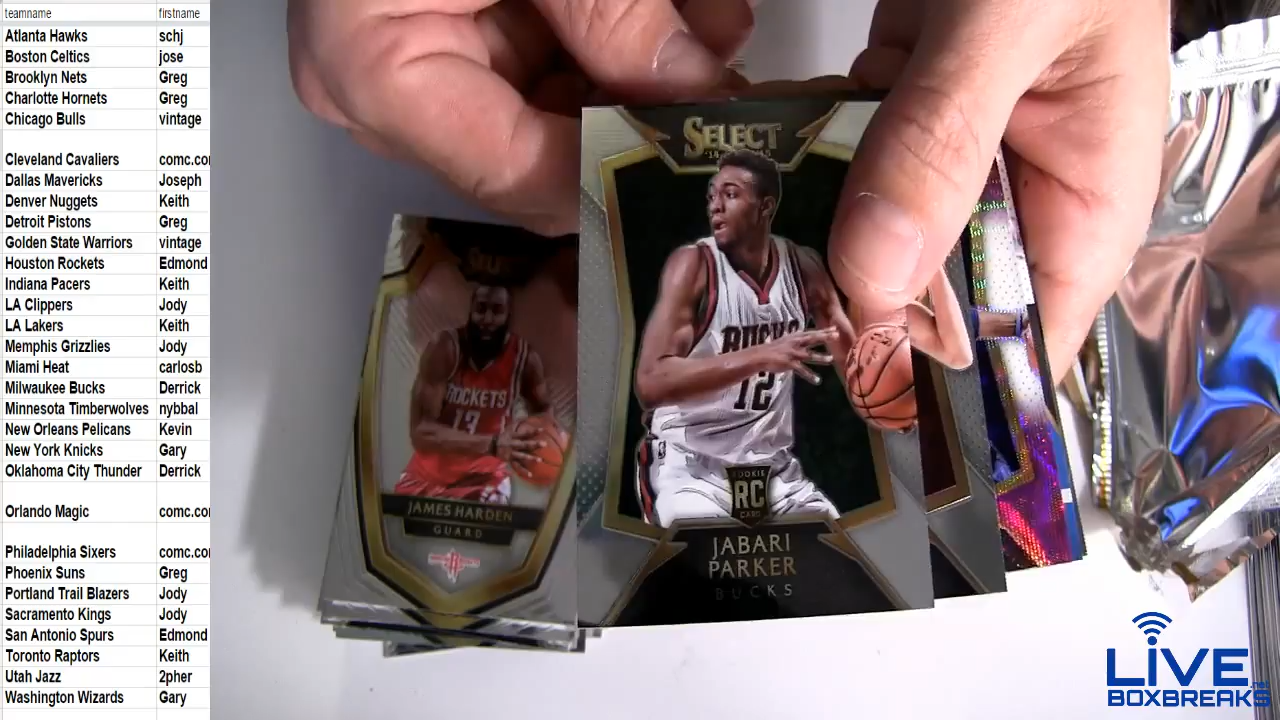 teamname firstname
Atlanta Hawks schj
Boston Celtics jose
Brooklyn Nets Greg
Charlotte Hornets Greg
Chicago Bulls vintage
Cleveland Cavaliers comc.co
Dallas Mavericks Joseph
Denver Nuggets Keith
Detroit Pistons Greg
Golden State Warriors vintage
Houston Rockets Edmond
Indiana Pacers Keith
LA Clippers Jody
LA Lakers Keith
Memphis Grizzlies Jody
Miami Heat carlosb
Milwaukee Bucks Derrick
Minnesota Timberwolves nybbal
New Orleans Pelicans Kevin
New York Knicks Gary
Oklahoma City Thunder Derrick
Orlando Magic comc.co
Philadelphia Sixers comc.co
Phoenix Suns Greg
Portland Trail Blazers Jody
Sacramento Kings Jody
San Antonio Spurs Edmond
Toronto Raptors Keith
Utah Jazz 2pher
Washington Wizards Gary
SELECT
BUCKS
12
ROOKIE
RC
CARD
JABARI
PARKER
BUCKS
SELECT
ROCKETS
13
JAMES HARDEN
GUARD
LIVE
.net
BOXBREAKS